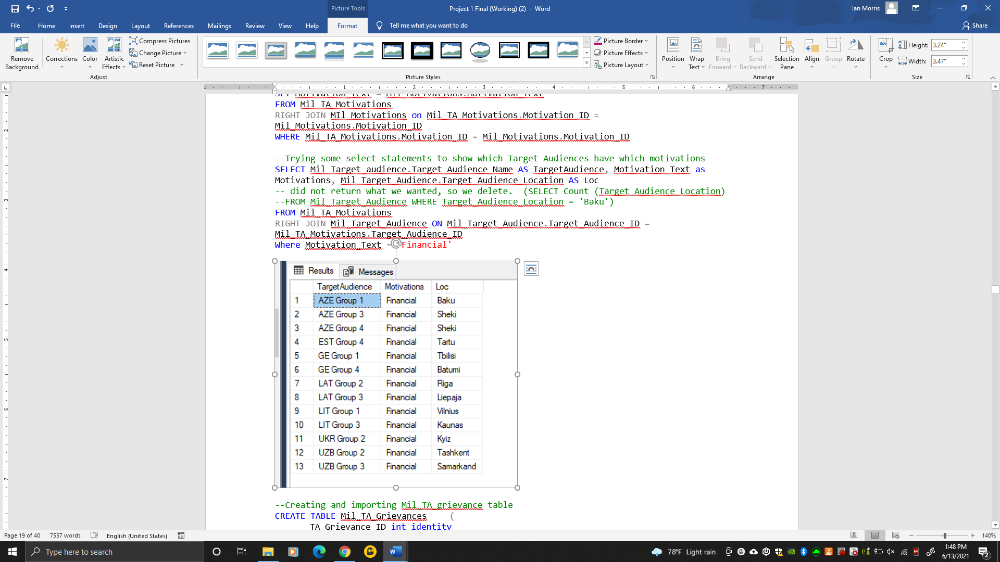 Picture Tools
Project 1 Final (Working) (2) - Word
Ian Morris
File Home Insert Design Layout References Mailings Review View Help Format Tell me what you want to do Share
Remove Background
Corrections
Color
Artistic Effects
Compress Pictures
Change Picture
Reset Picture
Adjust
Picture Styles
Picture Border
Picture Effects
Picture Layout
Position
Wrap Text
Bring Forward
Send Backward
Selection Pane
Align
Group
Rotate
Arrange
Crop
Height: 3.24"
Width: 3.47"
Size
1 1 2 3 4 5 6 7
2
3
4
5
6
7
SET Motivation_Text = Mil_Motivations.Motivation_Text
FROM Mil_TA_Motivations
RIGHT JOIN MIl_Motivations on Mil_TA_Motivations.Motivation_ID =
Mil_Motivations.Motivation_ID
WHERE Mil_TA_Motivations.Motivation_ID = Mil_Motivations.Motivation_ID
--Trying some select statements to show which Target Audiences have which motivations
SELECT Mil_Target_audience.Target_Audience_Name AS TargetAudience, Motivation_Text as
Motivations, Mil_Target_Audience.Target_Audience_Location AS Loc
-- did not return what we wanted, so we delete. (SELECT Count (Target_Audience_Location)
--FROM Mil_Target_Audience WHERE Target_Audience_Location = 'Baku')
FROM Mil_TA_Motivations
RIGHT JOIN Mil_Target_Audience ON Mil_Target_Audience.Target_Audience_ID =
Mil_TA_Motivations.Target_Audience_ID
Where Motivation_Text = Financial'
Results Messages
TargetAudience Motivations Loc
1 AZE Group 1 Financial Baku
2 AZE Group 3 Financial Sheki
3 AZE Group 4 Financial Sheki
4 EST Group 4 Financial Tartu
5 GE Group 1 Financial Tbilisi
6 GE Group 4 Financial Batumi
7 LAT Group 2 Financial Riga
8 LAT Group 3 Financial Liepaja
9 LIT Group 1 Financial Vilnius
10 LIT Group 3 Financial Kaunas
11 UKR Group 2 Financial Kyiz
12 UZB Group 2 Financial Tashkent
13 UZB Group 3 Financial Samarkand
--Creating and importing Mil_TA_grievance table
CREATE TABLE Mil_TA_Grievances (
TA_Grievance_ID int identity
Page 19 of 40 7557 words English (United States) 140%
Type here to search
78°F Light rain
1:48 PM
6/13/2021
2